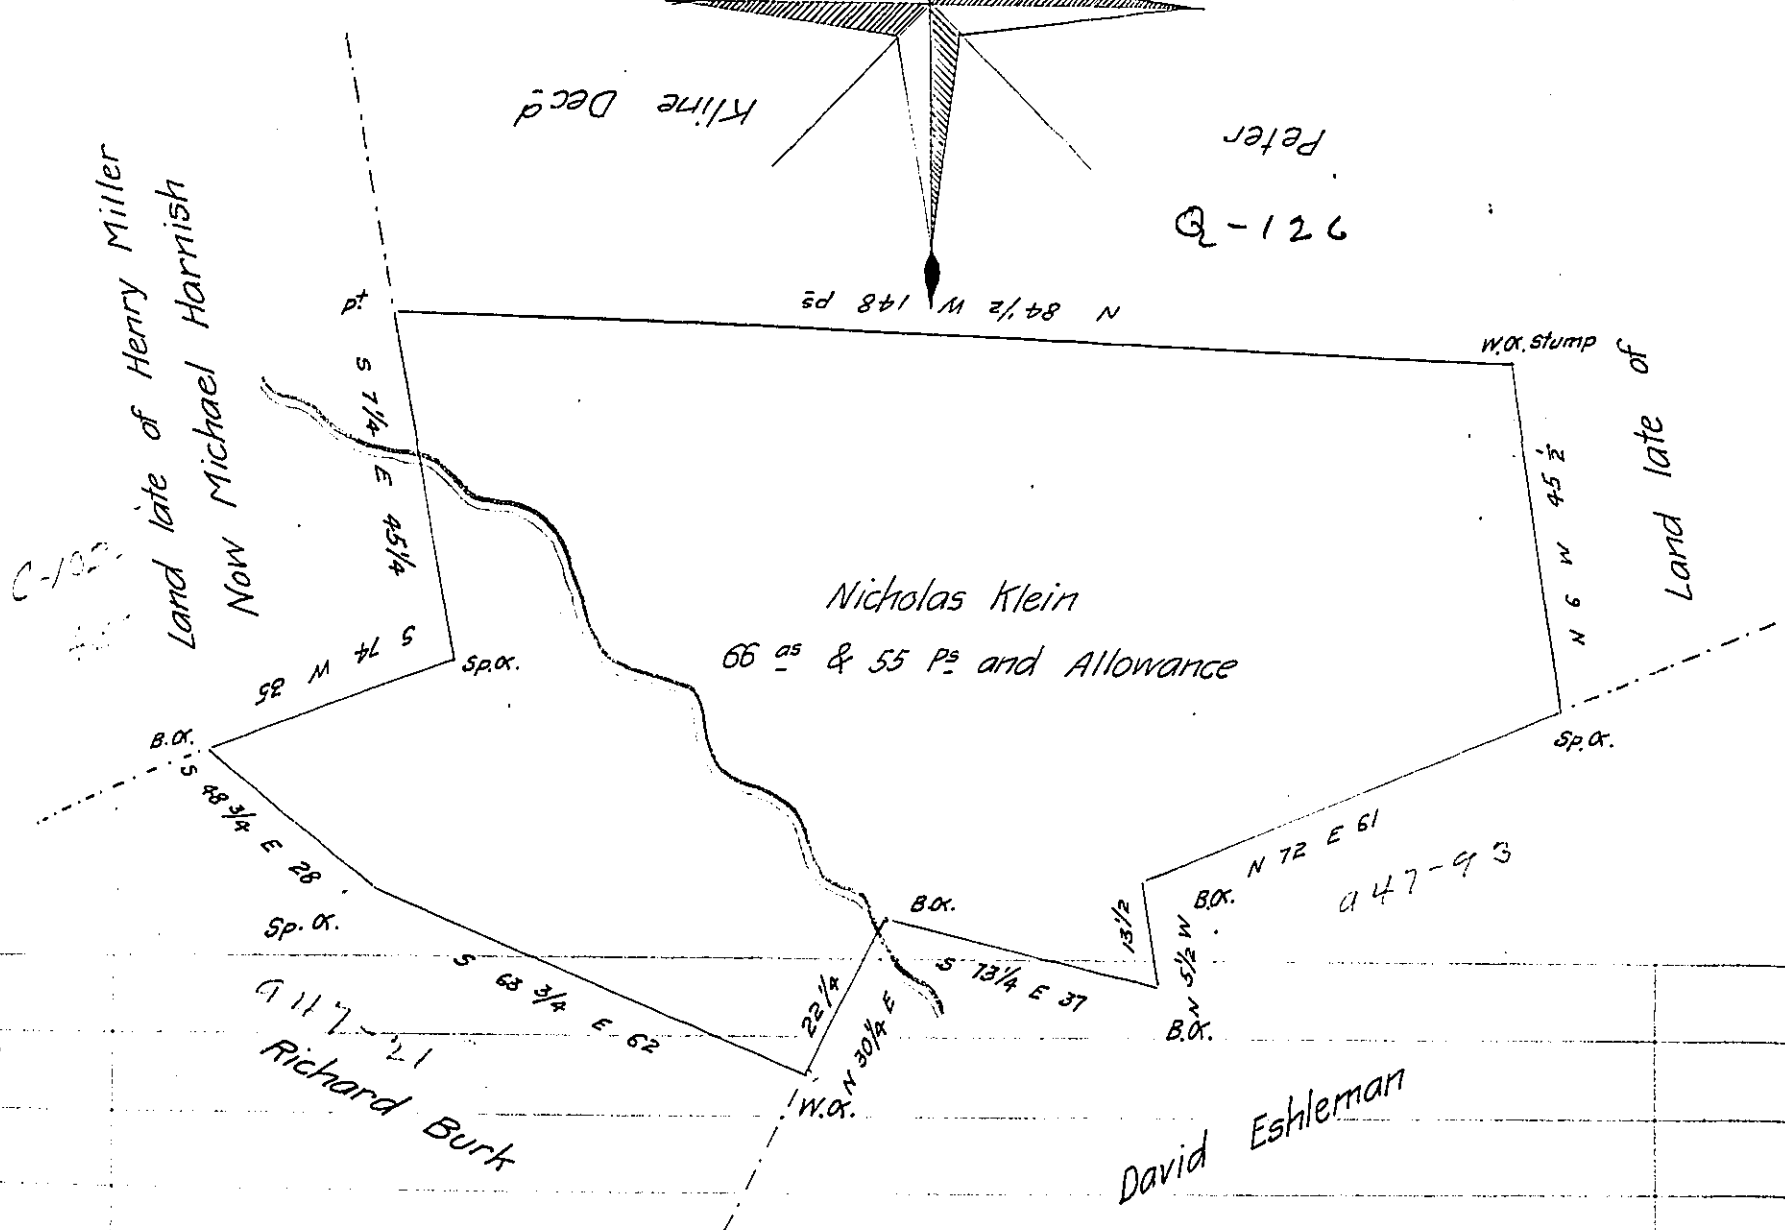 Kline Decd
Peter
Q-126
Land late of Henry Miller
Now Michael Harnish
pt
N 84 1/2 W 148 ps
W.O. stump
Land late of
S 7 1/4 E 45 1/4
N 6 W 45 1/2
C-192
Nicholas Klein
66 as & 55 Ps and Allowance
S 74 W 35
Sp.O.
B.O.
Sp.O.
S 48 3/4 E 28
N 72 E 61
B.O.
B.O.
13 1/2
N 5 1/2 W
Sp.O.
S 63 3/4 E 62
22 1/4
N 30 1/4 E
S 73 1/4 E 37
B.O.
W.O.
a 47-93
Richard Burk
David Eshleman